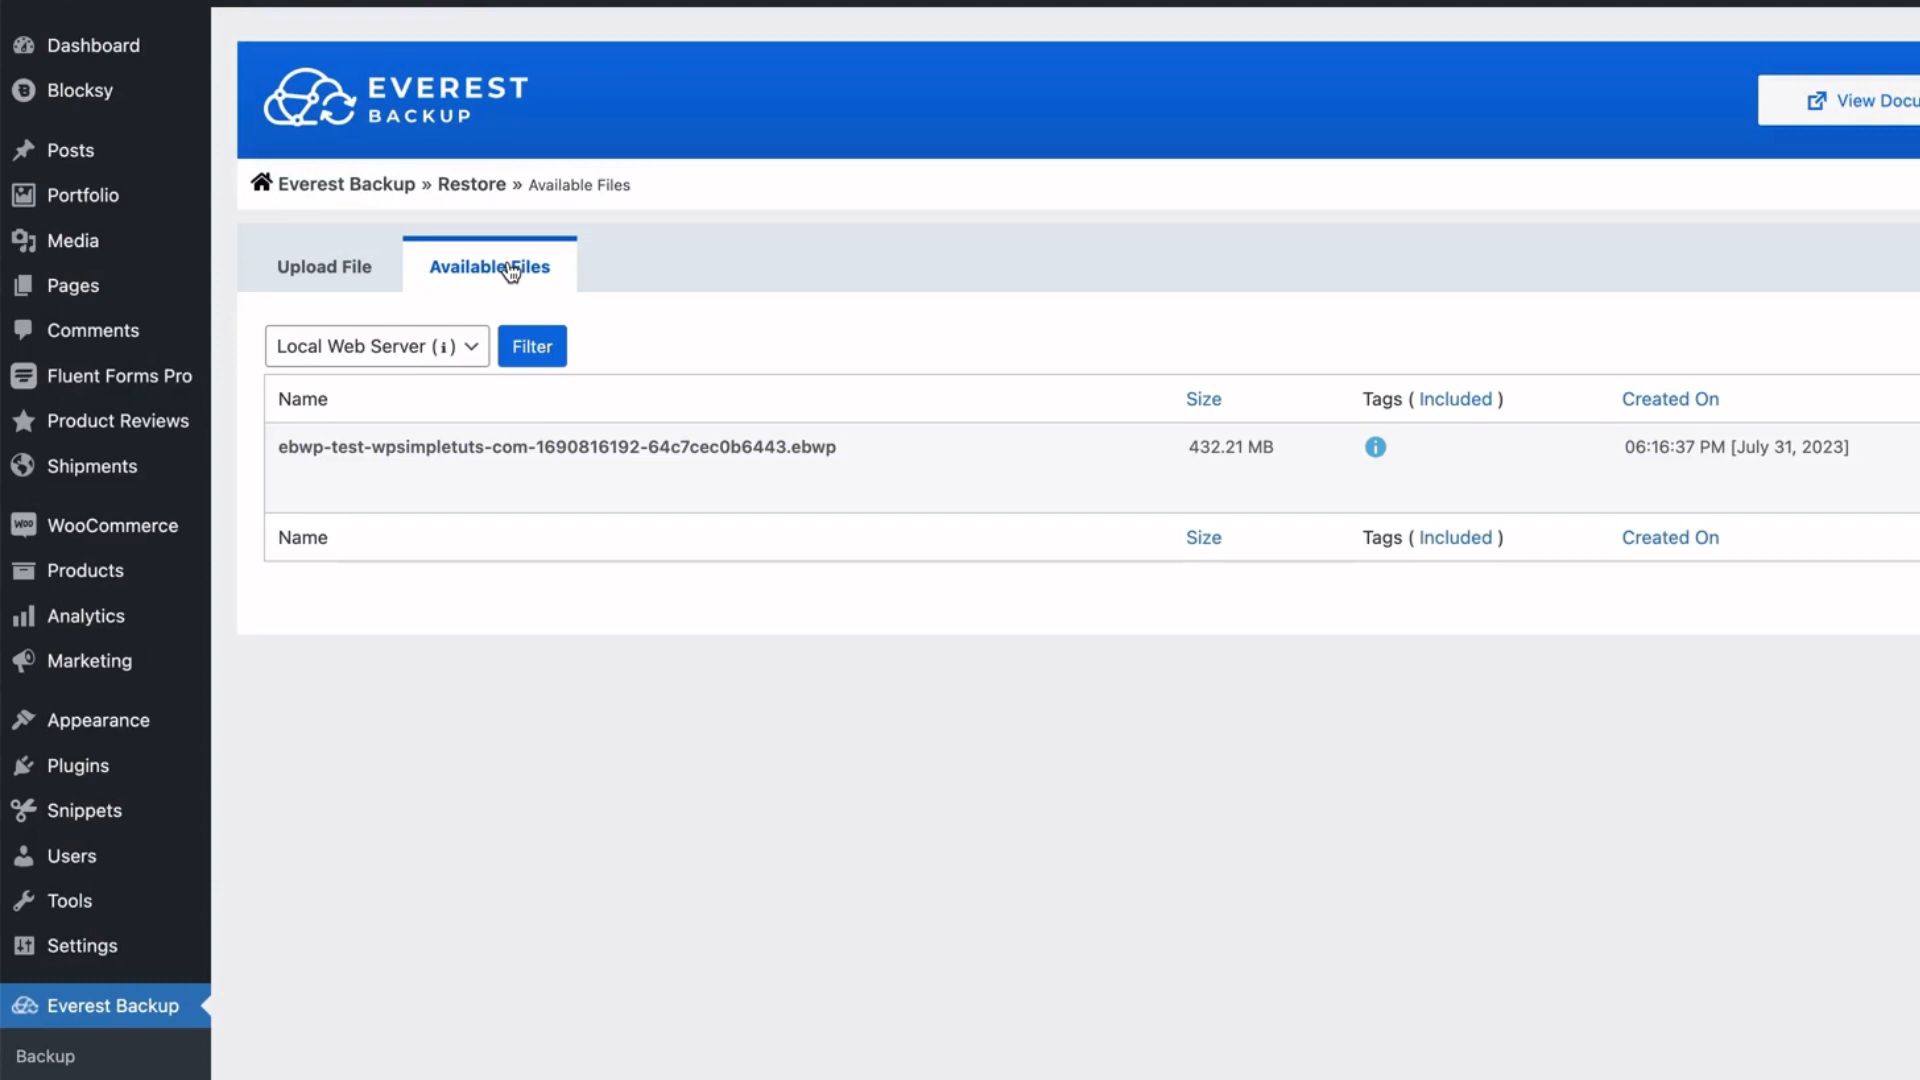 Dashboard
Blocksy
Posts
Portfolio
Media
Pages
Comments
Fluent Forms Pro
Product Reviews
Shipments
WooCommerce
Products
Analytics
Marketing
Appearance
Plugins
Snippets
Users
Tools
Settings
Everest Backup
Backup
EVEREST
BACKUP
View Docu
Everest Backup » Restore » Available Files
Upload File Available Files
Local Web Server (i) Filter
Name Size Tags ( Included ) Created On
ebwp-test-wpsimpletuts-com-1690816192-64c7cec0b6443.ebwp 432.21 MB 06:16:37 PM [July 31, 2023]
Name Size Tags ( Included ) Created On